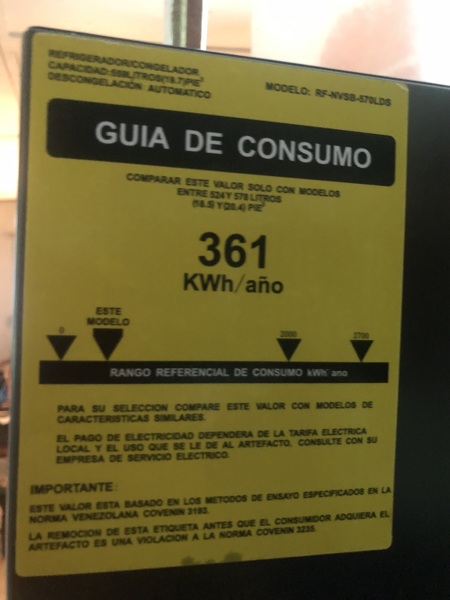 REFRIGERADOR/CONGELADOR
CAPACIDAD:559LITROS(19.7)PIE³
DESCONGELACIÓN AUTOMATICO
MODELO: RF-NVSB-570LDS
GUIA DE CONSUMO
COMPARAR ESTE VALOR SOLO CON MODELOS
ENTRE 524Y 578 LITROS
(18.5) Y(20.4) PIE³
361
KWh/año
ESTE
MODELO
0
2000
2700
RANGO REFERENCIAL DE CONSUMO kWh/ano
PARA SU SELECCION COMPARE ESTE VALOR CON MODELOS DE
CARACTERISTICAS SIMILARES.
EL PAGO DE ELECTRICIDAD DEPENDERA DE LA TARIFA ELECTRICA
LOCAL Y EL USO QUE SE LE DE AL ARTEFACTO, CONSULTE CON SU
EMPRESA DE SERVICIO ELECTRICO.
IMPORTANTE:
ESTE VALOR ESTA BASADO EN LOS METODOS DE ENSAYO ESPECIFICADOS EN LA
NORMA VENEZOLANA COVENIN 3193.
LA REMOCION DE ESTA ETIQUETA ANTES QUE EL CONSUMIDOR ADQUIERA EL
ARTEFACTO ES UNA VIOLACION A LA NORMA COVENIN 3235.